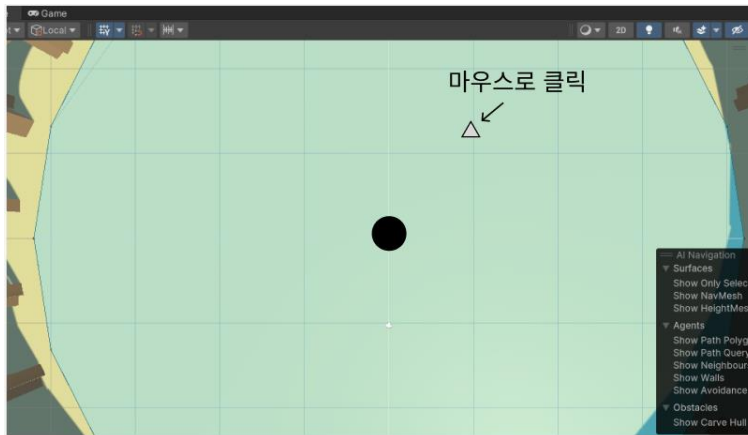 Game
Local
2D
마우스로 클릭
AI Navigation
Surfaces
Show Only Selec
Show NavMesh
Show HeightMes
Agents
Show Path Polyg
Show Path Query
Show Neighbour
Show Walls
Show Avoidance
Obstacles
Show Carve Hull